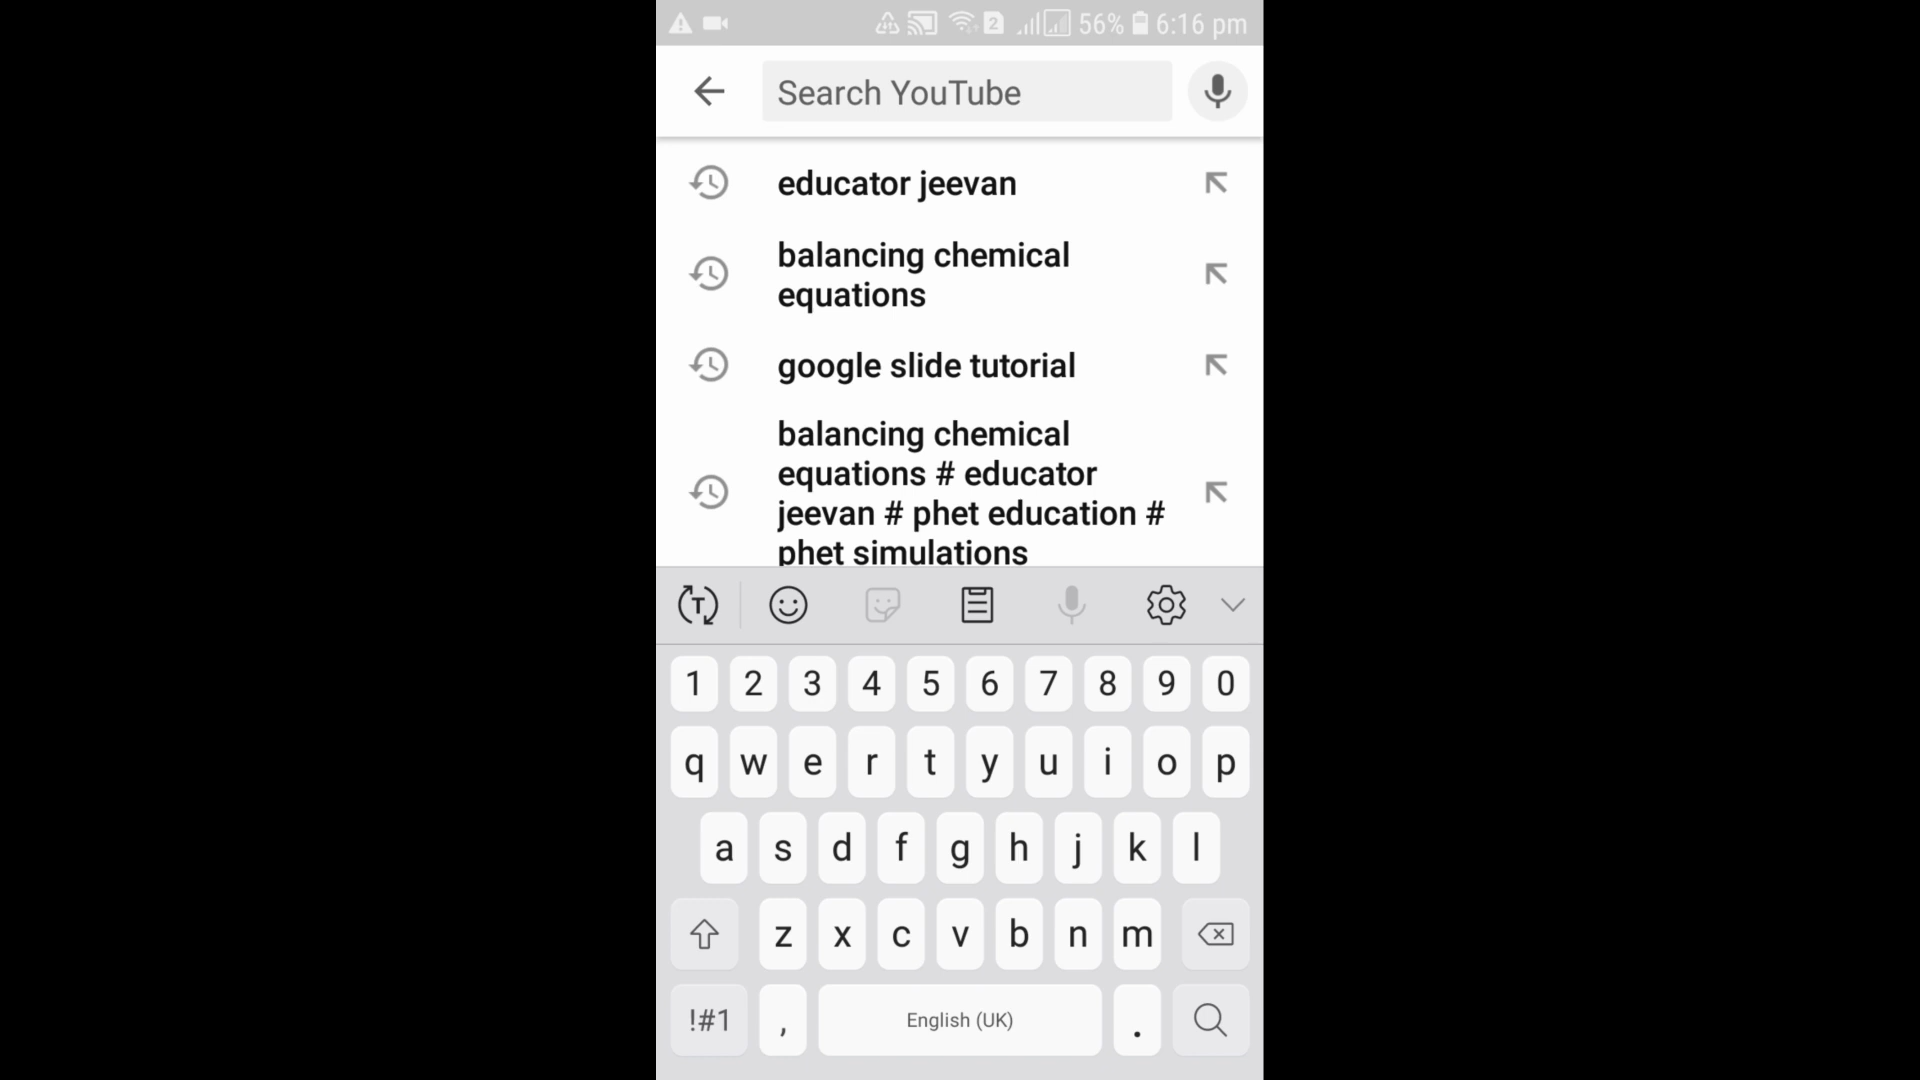 2 56% 6:16 pm
Search YouTube
educator jeevan
balancing chemical
equations
google slide tutorial
balancing chemical
equations # educator
jeevan # phet education #
phet simulations
T
1 2 3 4 5 6 7 8 9 0
q w e r t y u i o p
a s d f g h j k l
z x c v b n m
!#1 , English (UK) .